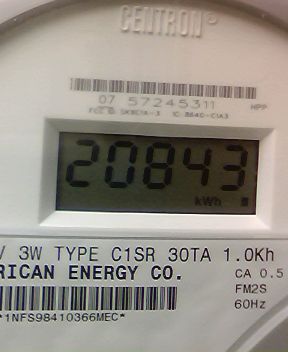 CENTRON®
07 57245311
HPP
20843
kWh
V 3W TYPE C1SR 30TA 1.0Kh
RICAN ENERGY CO.
CA 0.5
FM2S
60Hz
*1NFS98410366MEC*